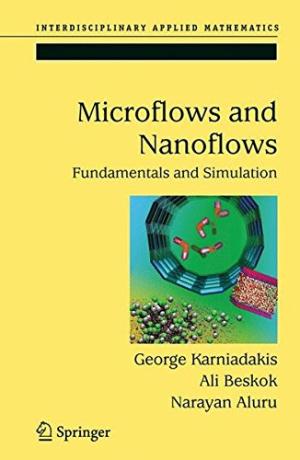 INTERDISCIPLINARY APPLIED MATHEMATICS
Microflows and
Nanoflows
Fundamentals and Simulation
George Karniadakis
Ali Beskok
Narayan Aluru
Springer